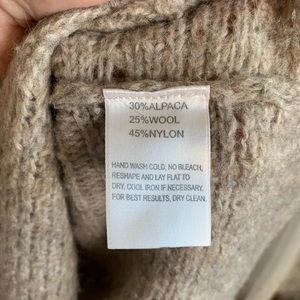 30%ALPACA
25%WOOL
45%NYLON
HAND WASH COLD, NO BLEACH,
RESHAPE AND LAY FLAT TO
DRY, COOL IRON IF NECESSARY.
FOR BEST RESULTS, DRY CLEAN.